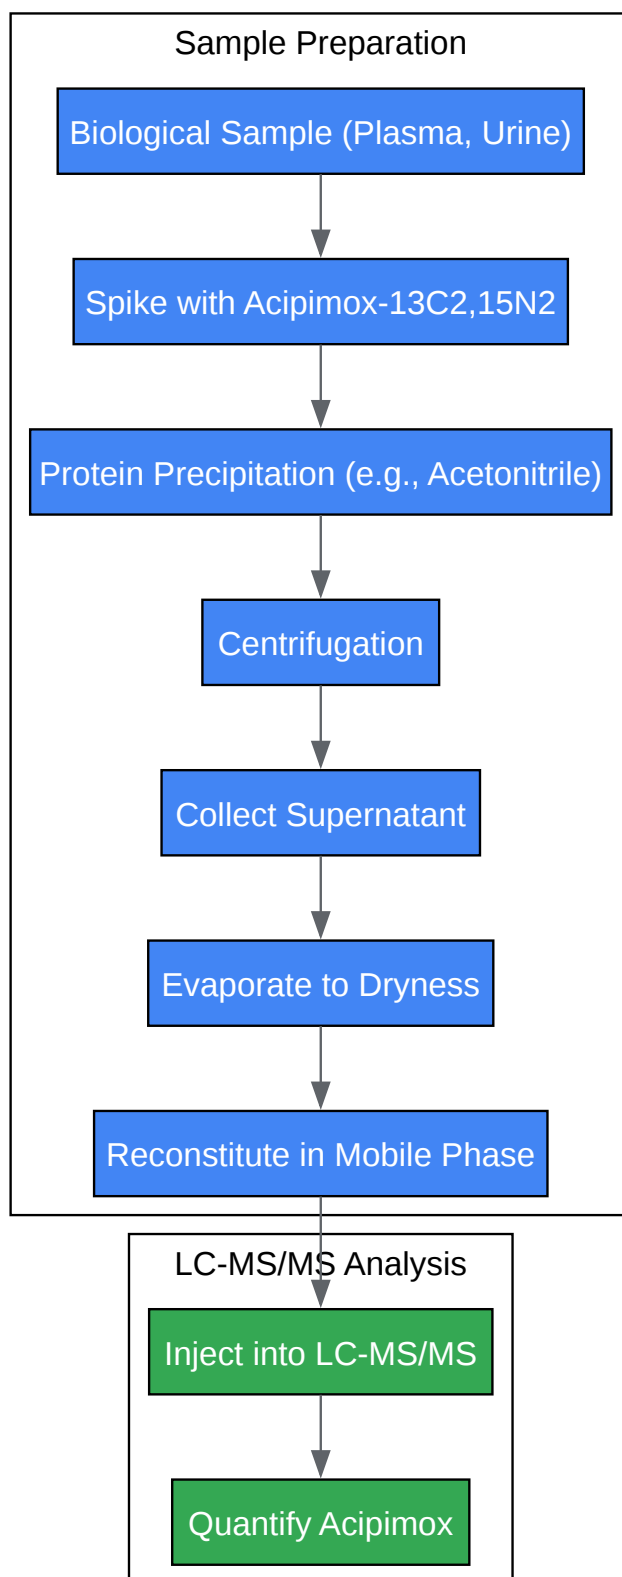 Sample Preparation
Biological Sample (Plasma, Urine)
Spike with Acipimox-13C2,15N2
Protein Precipitation (e.g., Acetonitrile)
Centrifugation
Collect Supernatant
Evaporate to Dryness
Reconstitute in Mobile Phase
LC-MS/MS Analysis
Inject into LC-MS/MS
Quantify Acipimox